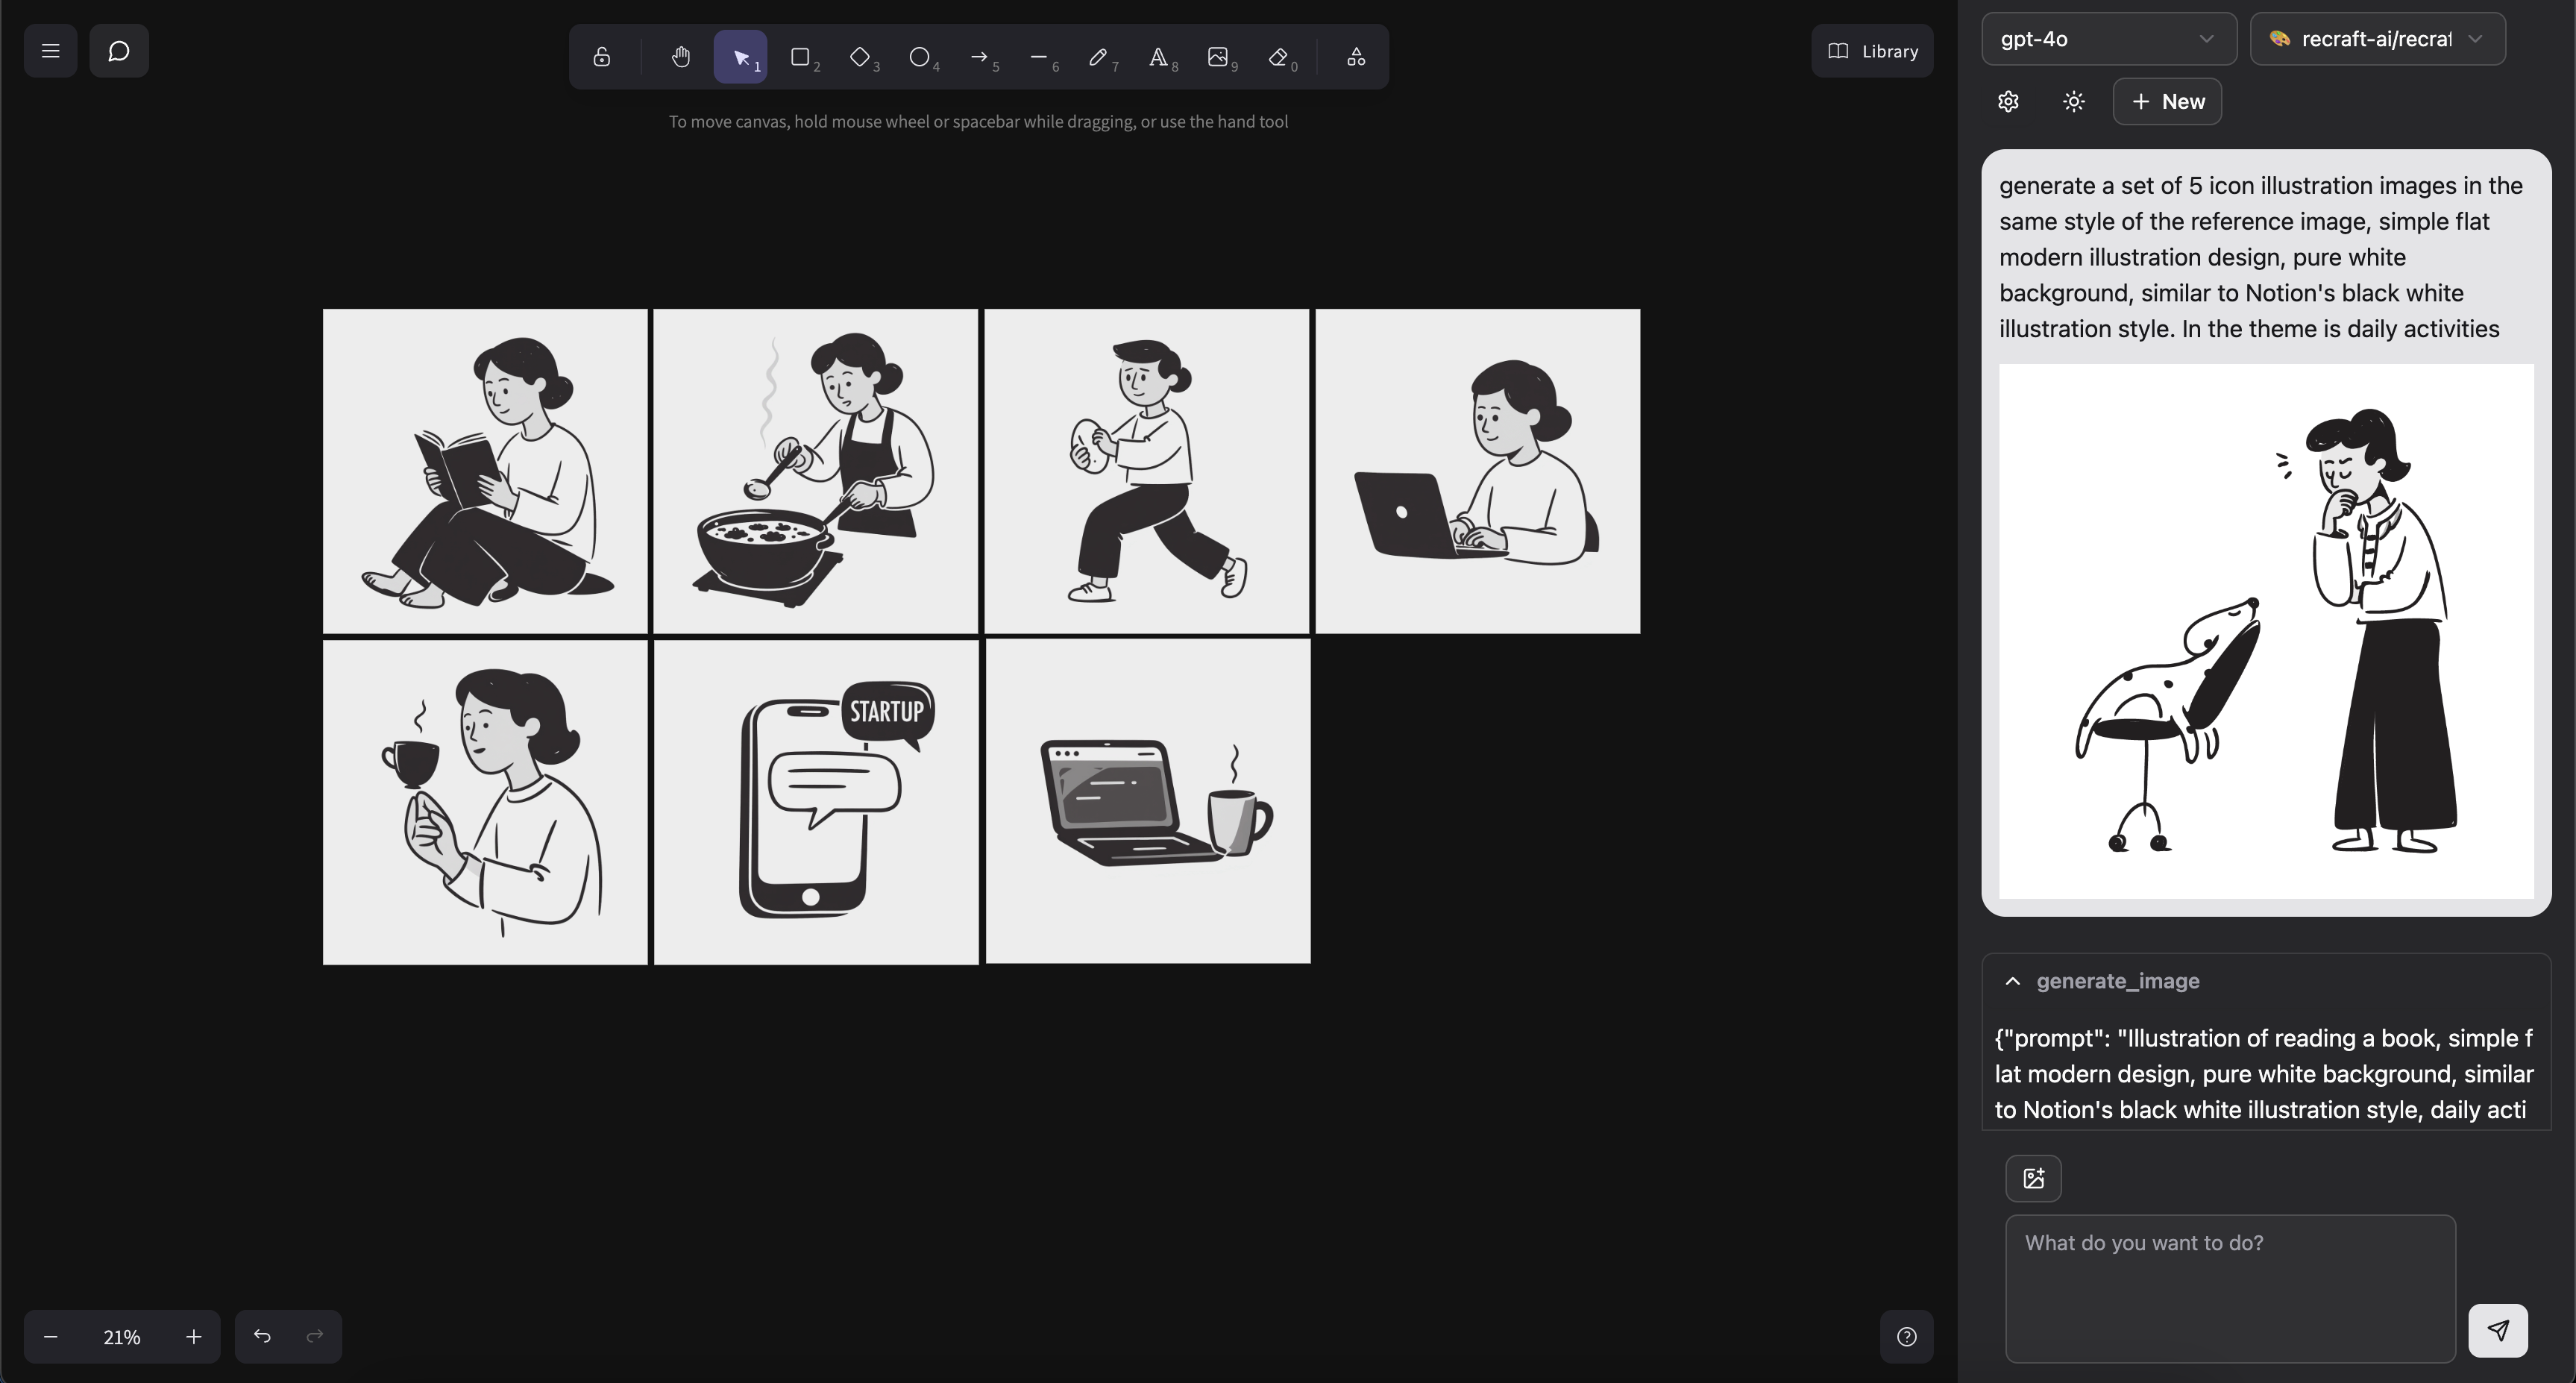 1
2
3
4
5
6
7
8
9
0
Library
To move canvas, hold mouse wheel or spacebar while dragging, or use the hand tool
STARTUP
21%
gpt-4o
recraft-ai/recraf
New
generate a set of 5 icon illustration images in the
same style of the reference image, simple flat
modern illustration design, pure white
background, similar to Notion's black white
illustration style. In the theme is daily activities
generate_image
{"prompt": "Illustration of reading a book, simple f
lat modern design, pure white background, similar
to Notion's black white illustration style, daily acti
What do you want to do?